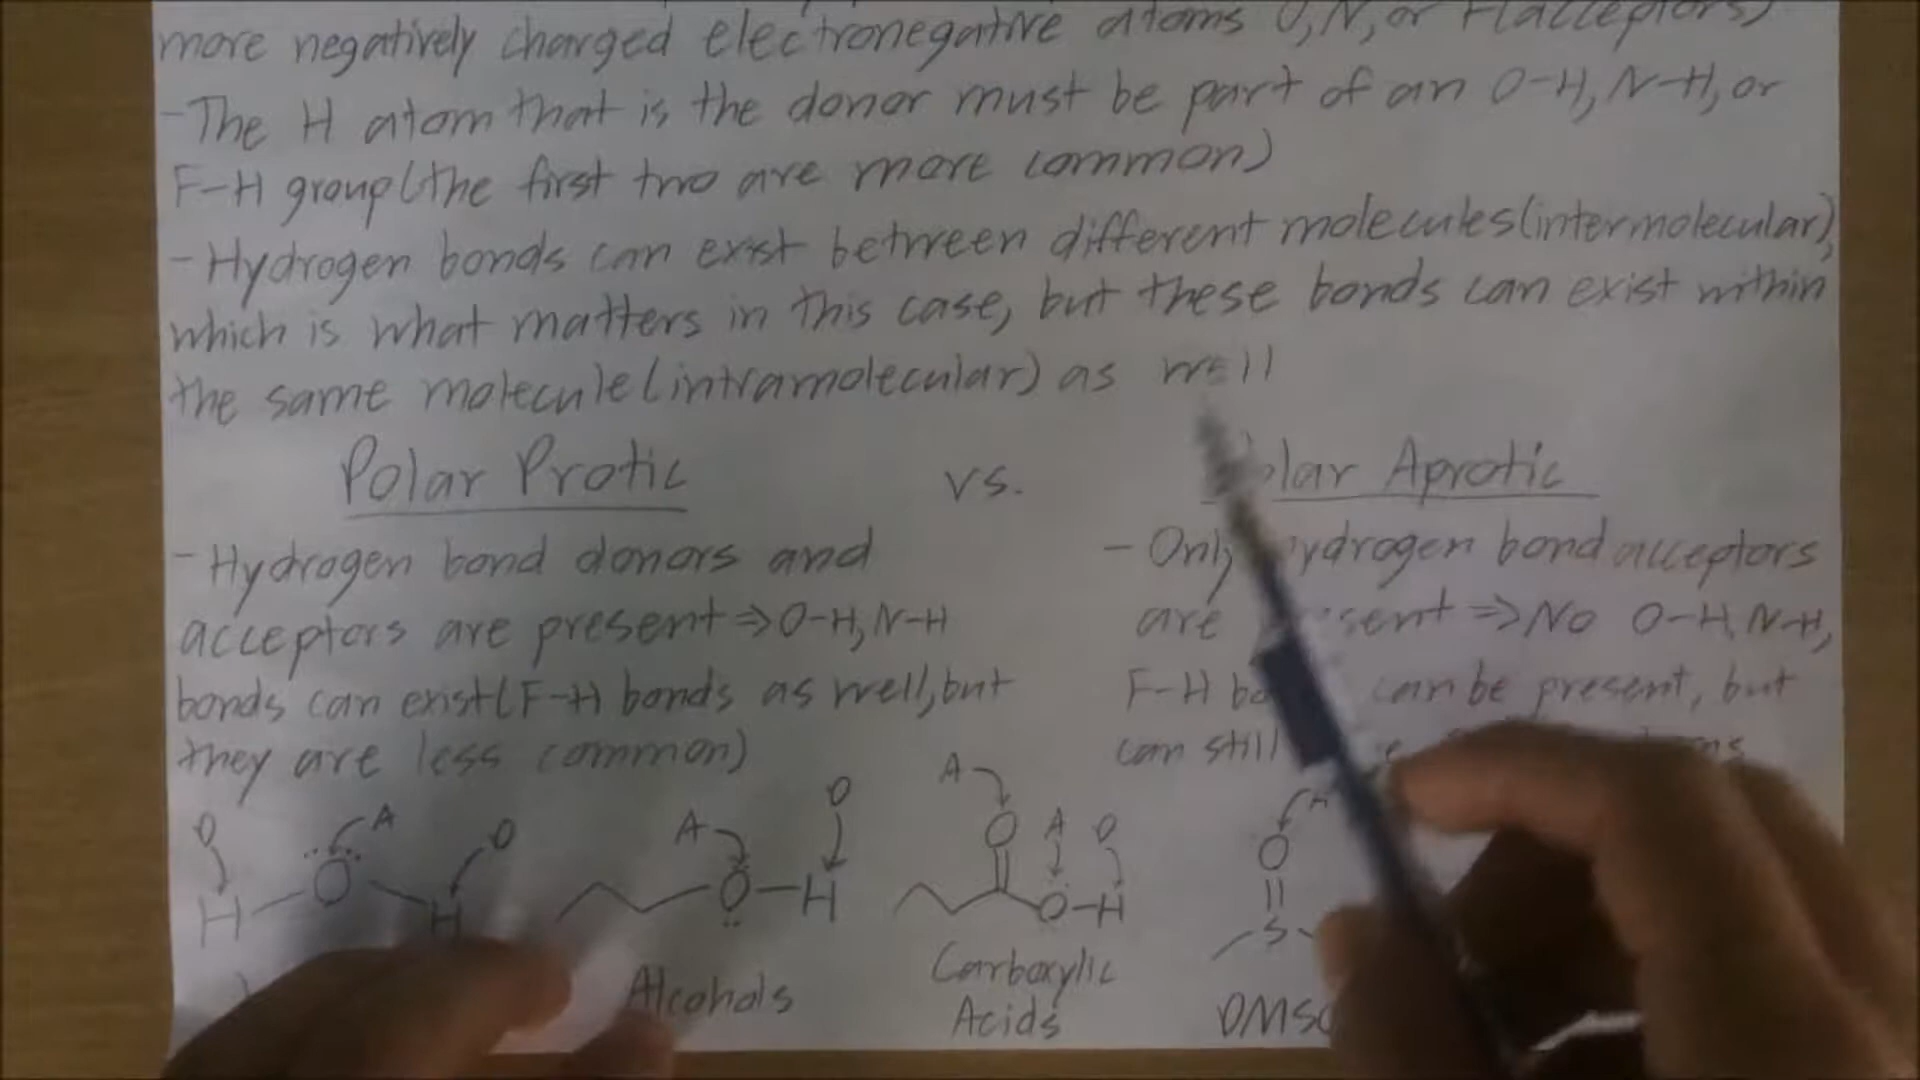 more negatively charged electronegative atoms O, N, or F(acceptors)
-The H atom that is the donor must be part of an O-H, N-H, or
F-H group(the first two are more common)
-Hydrogen bonds can exist between different molecules(intermolecular),
which is what matters in this case, but these bonds can exist within
the same molecule(intramolecular) as well
Polar Protic vs. Polar Aprotic
-Hydrogen bond donors and
acceptors are present⇒O-H, N-H
bonds can exist(F-H bonds as well, but
they are less common)
-Only hydrogen bond acceptors
are present⇒No O-H, N-H,
F-H can be present, but
can still
D A D
H O H
A D
O-H
A A D
O
O-H
A
O
S
Alcohols
Carboxylic
Acids
DMSO